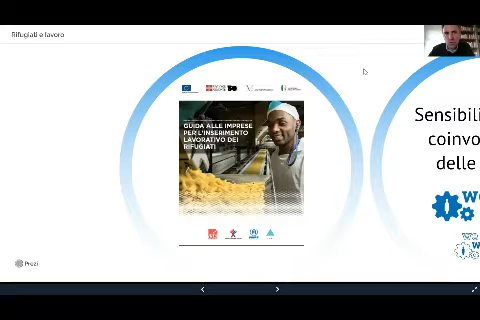 Rifugiati e lavoro
GUIDA ALLE IMPRESE
PER L'INSERIMENTO
LAVORATIVO DEI
RIFUGIATI
Sensibili
coinvo
delle
Prezi